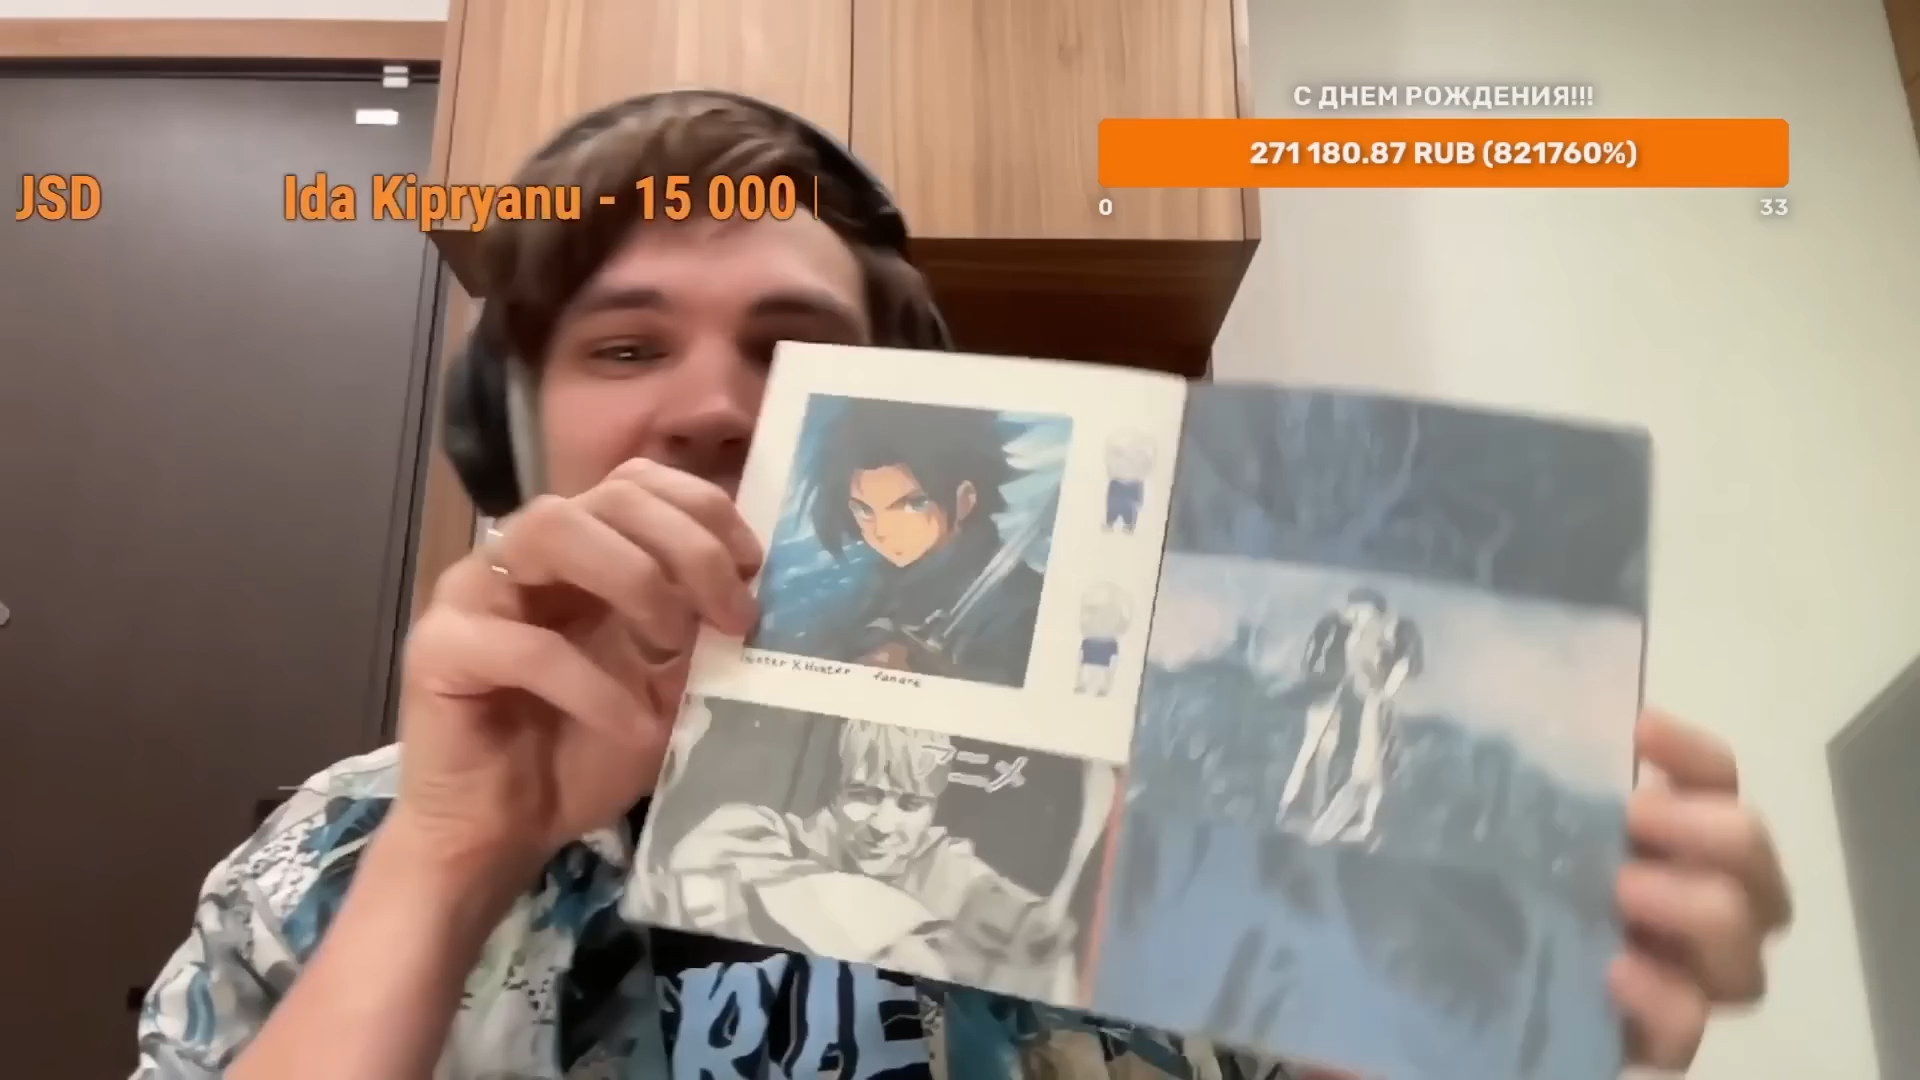 С ДНЕМ РОЖДЕНИЯ!!!
271 180.87 RUB (821760%)
0 33
JSD Ida Kipryanu - 15 000
Hunter X Hunter fanart
アニメ